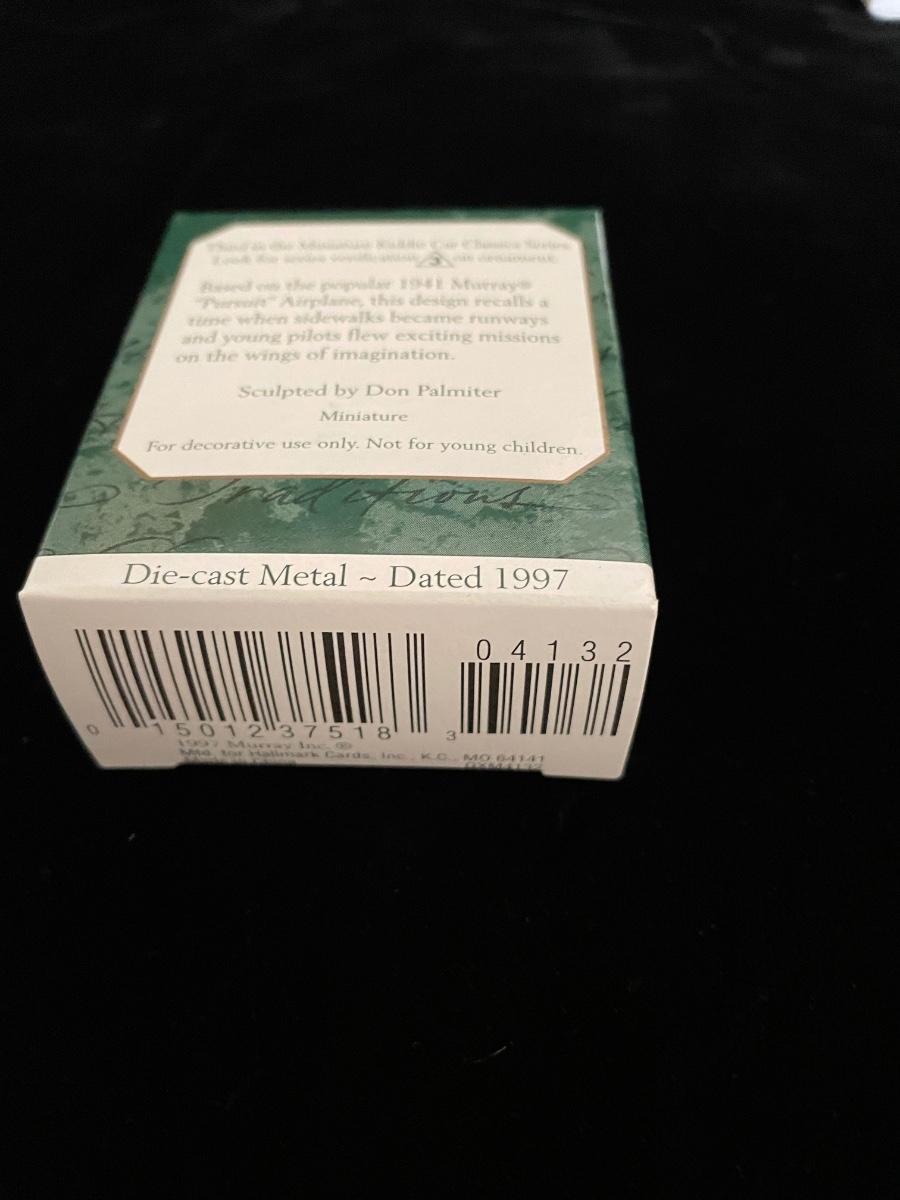 Third in the Miniature Kiddie Car Classics Series
Look for series verification 3 on ornament.
Based on the popular 1941 Murray®
"Pursuit" Airplane, this design recalls a
time when sidewalks became runways
and young pilots flew exciting missions
on the wings of imagination.
Sculpted by Don Palmiter
Miniature
For decorative use only. Not for young children.
Traditions
Die-cast Metal ~ Dated 1997
04132
0 15012 37518 3
1997 Murray Inc. ®
Mfd. for Hallmark Cards, Inc., K.C., MO 64141
QXM4132